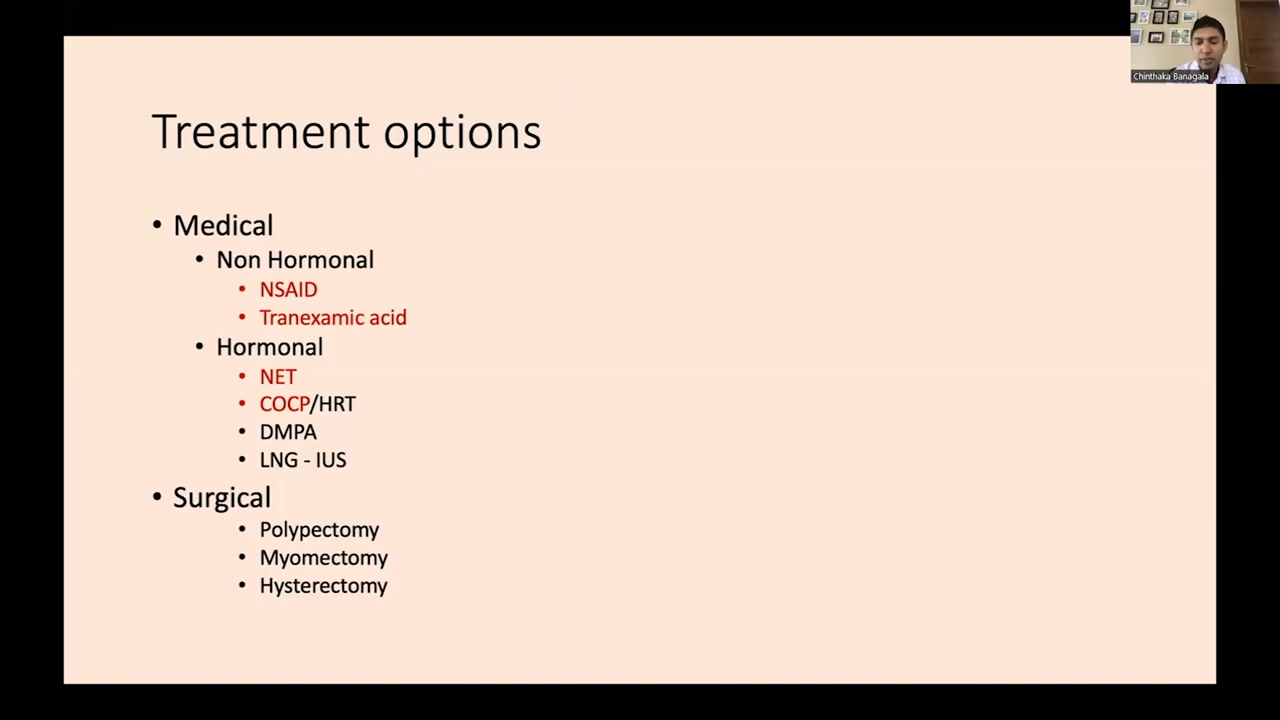 Chinthaka Banagala
Treatment options
• Medical
• Non Hormonal
• NSAID
• Tranexamic acid
• Hormonal
• NET
• COCP/HRT
• DMPA
• LNG - IUS
• Surgical
• Polypectomy
• Myomectomy
• Hysterectomy